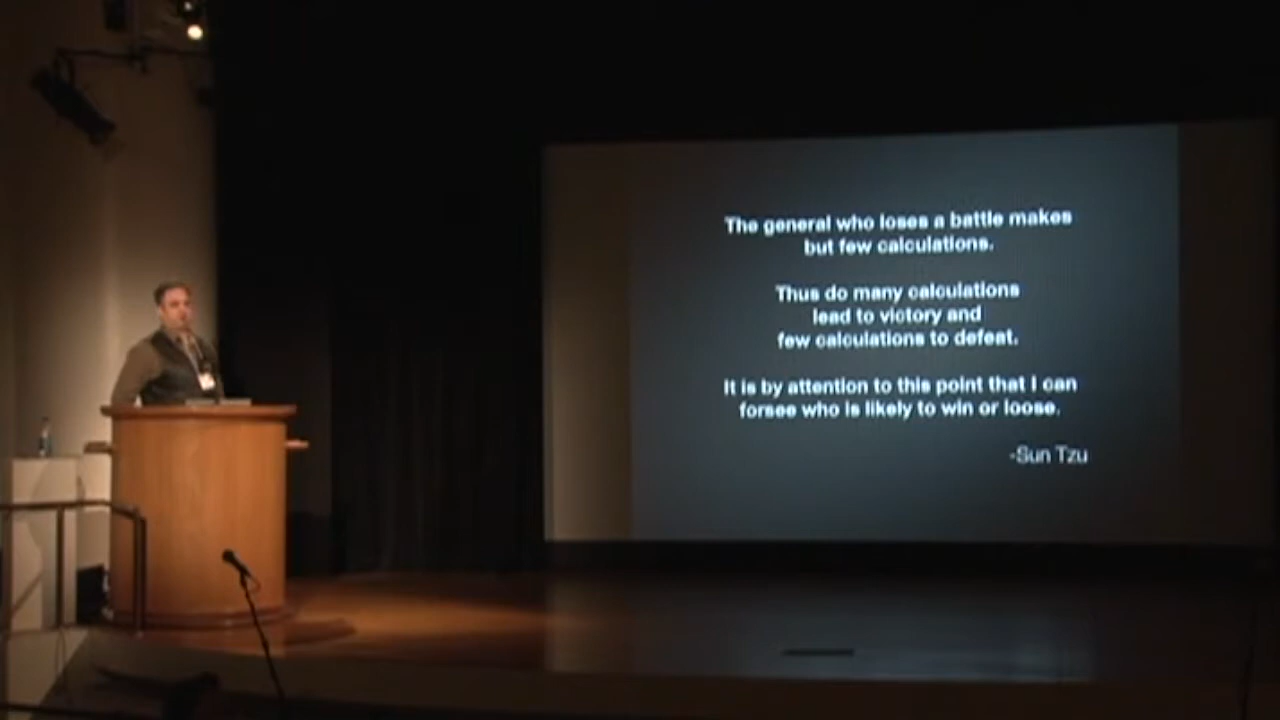 The general who loses a battle makes
but few calculations.
Thus do many calculations
lead to victory and
few calculations to defeat.
It is by attention to this point that I can
forsee who is likely to win or loose.
-Sun Tzu